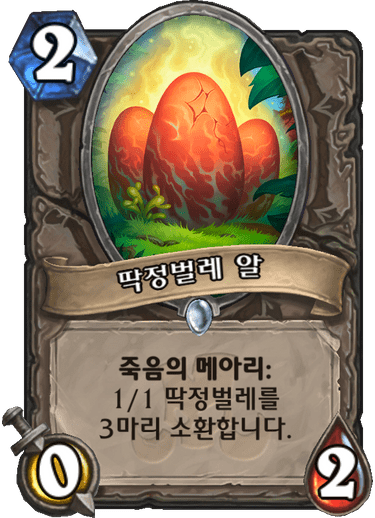 2
딱정벌레 알
죽음의 메아리:
1/1 딱정벌레를
3마리 소환합니다.
0
2